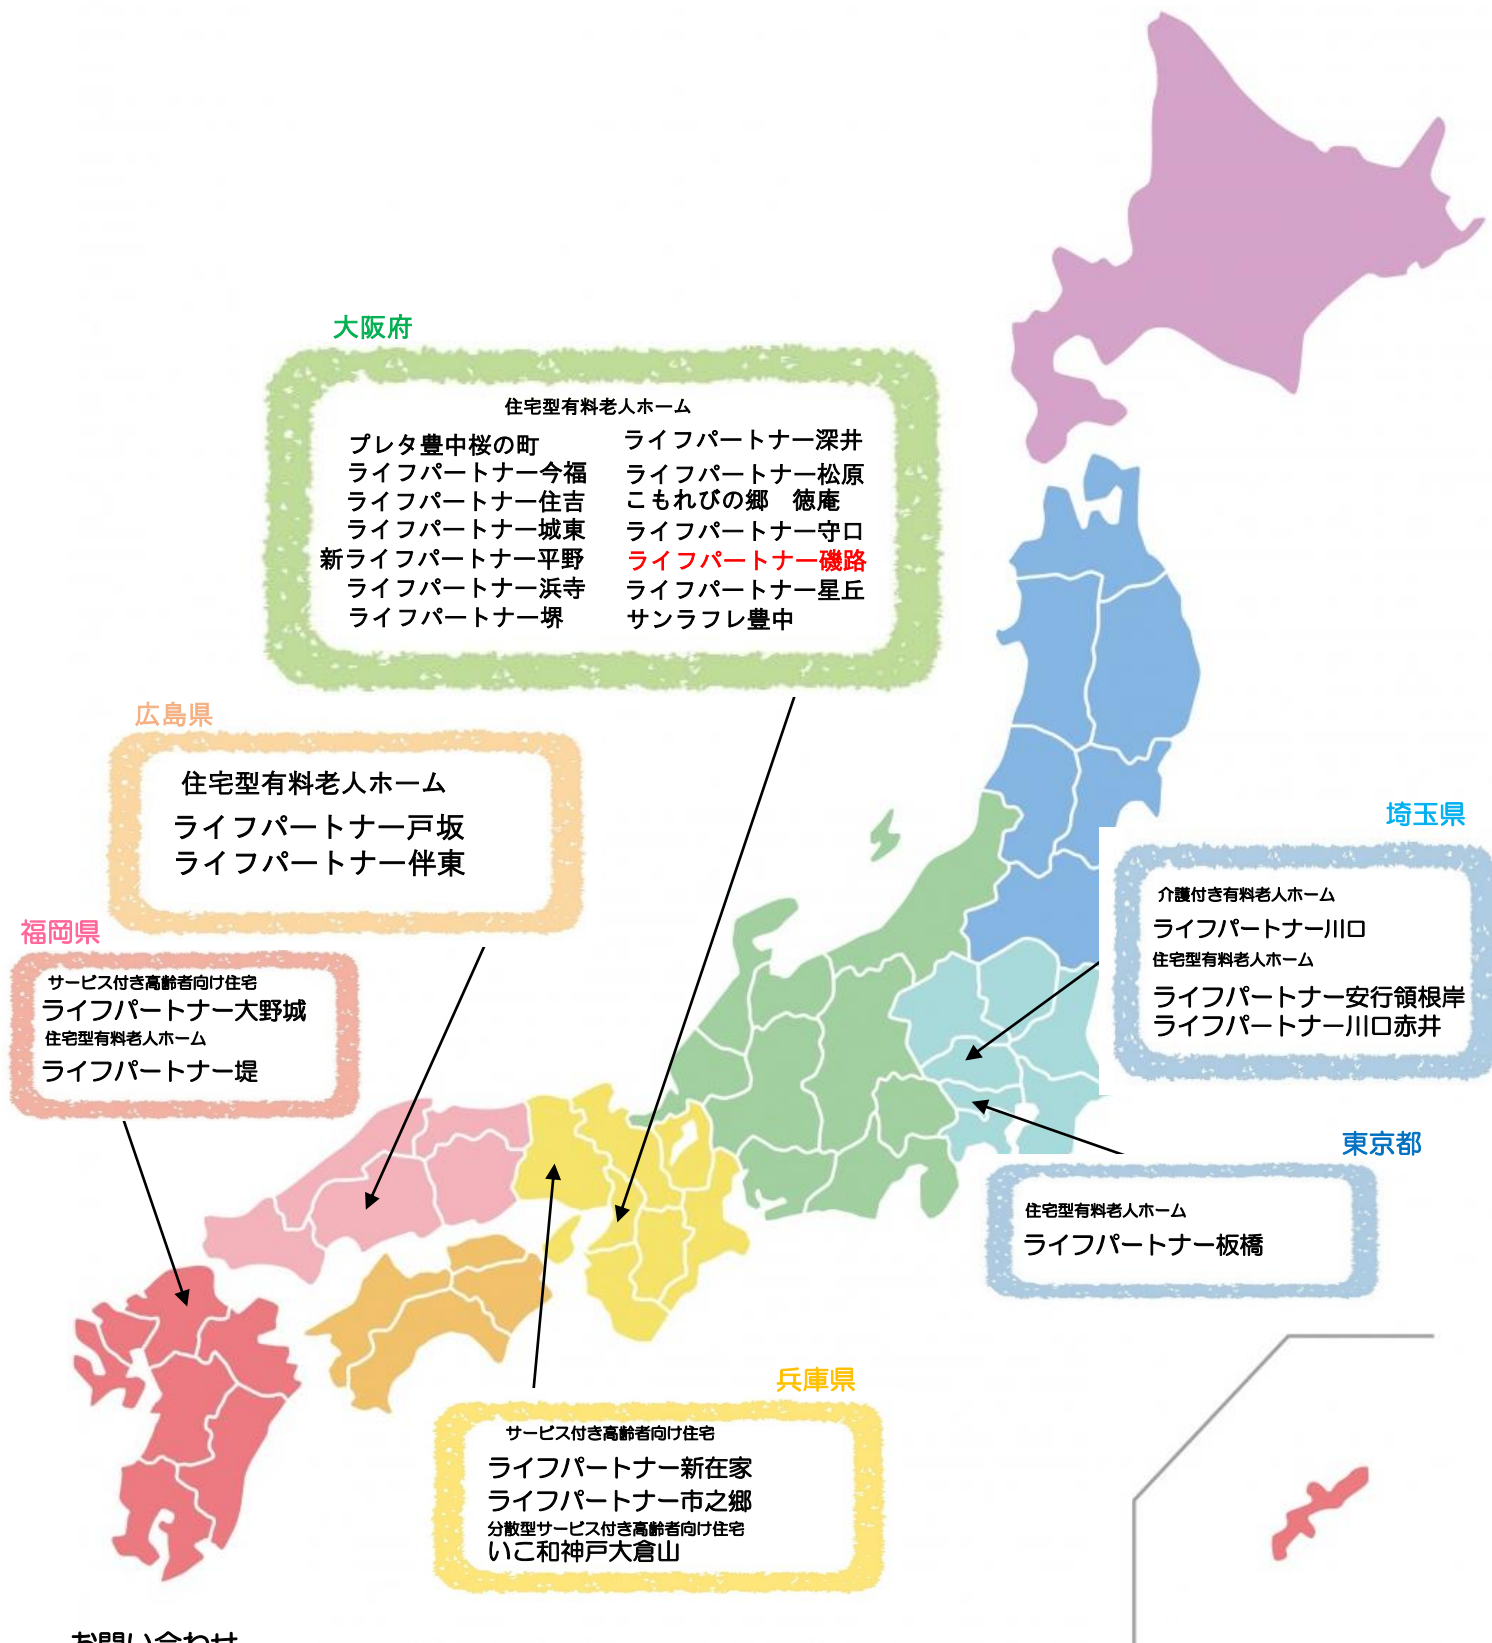 大阪府
住宅型有料老人ホーム
プレタ豊中桜の町
ライフパートナー今福
ライフパートナー住吉
ライフパートナー城東
新ライフパートナー平野
ライフパートナー浜寺
ライフパートナー堺
ライフパートナー深井
ライフパートナー松原
こもれびの郷　徳庵
ライフパートナー守口
ライフパートナー磯路
ライフパートナー星丘
サンラフレ豊中
広島県
住宅型有料老人ホーム
ライフパートナー戸坂
ライフパートナー伴東
埼玉県
介護付き有料老人ホーム
ライフパートナー川口
住宅型有料老人ホーム
ライフパートナー安行領根岸
ライフパートナー川口赤井
福岡県
サービス付き高齢者向け住宅
ライフパートナー大野城
住宅型有料老人ホーム
ライフパートナー堤
東京都
住宅型有料老人ホーム
ライフパートナー板橋
兵庫県
サービス付き高齢者向け住宅
ライフパートナー新在家
ライフパートナー市之郷
分散型サービス付き高齢者向け住宅
いこ和神戸大倉山
お問い合わせ